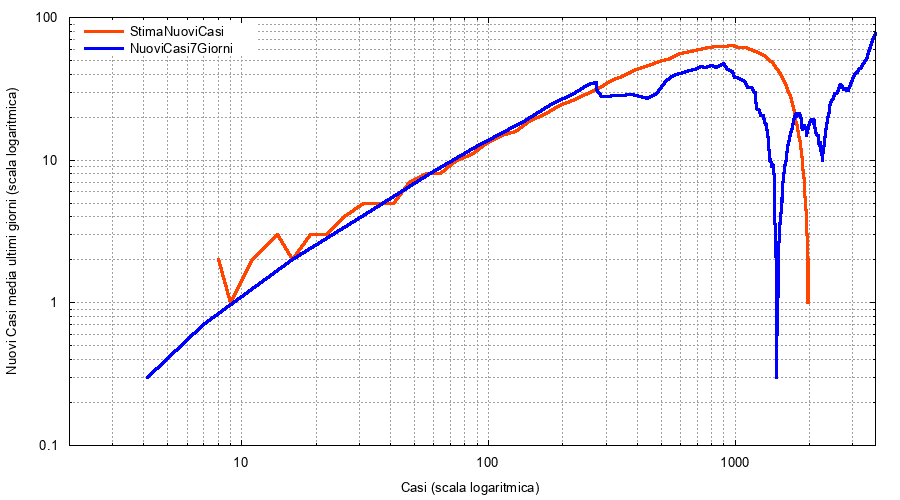 100
10
1
0.1
Nuovi Casi media ultimi giorni (scala logaritmica)
StimaNuoviCasi
NuoviCasi7Giorni
10
100
1000
Casi (scala logaritmica)